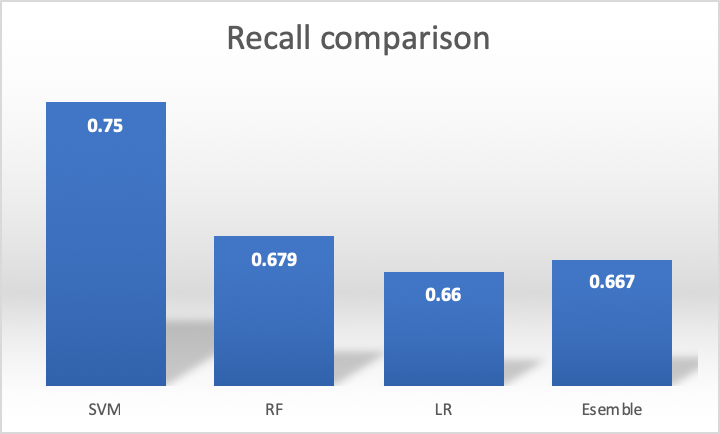 Recall comparison
0.75
0.679
0.66
0.667
SVM
RF
LR
Esemble